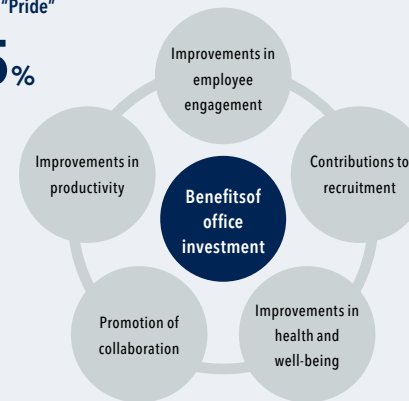 "Pride"
%
Improvements in
employee
engagement
Improvements in
productivity
Contributions to
recruitment
Benefitsof
office
investment
Promotion of
collaboration
Improvements in
health and
well-being